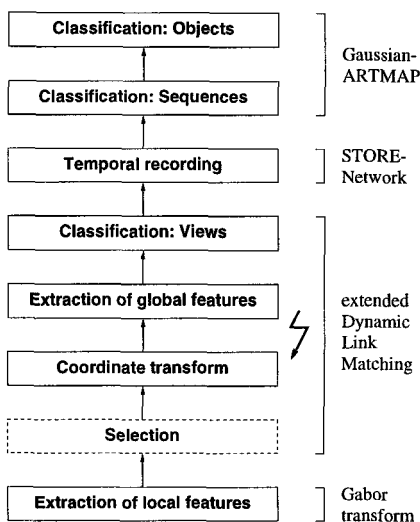 Classification: Objects
Classification: Sequences
Gaussian-
ARTMAP
Temporal recording
STORE-
Network
Classification: Views
Extraction of global features
Coordinate transform
Selection
extended
Dynamic
Link
Matching
Extraction of local features
Gabor
transform